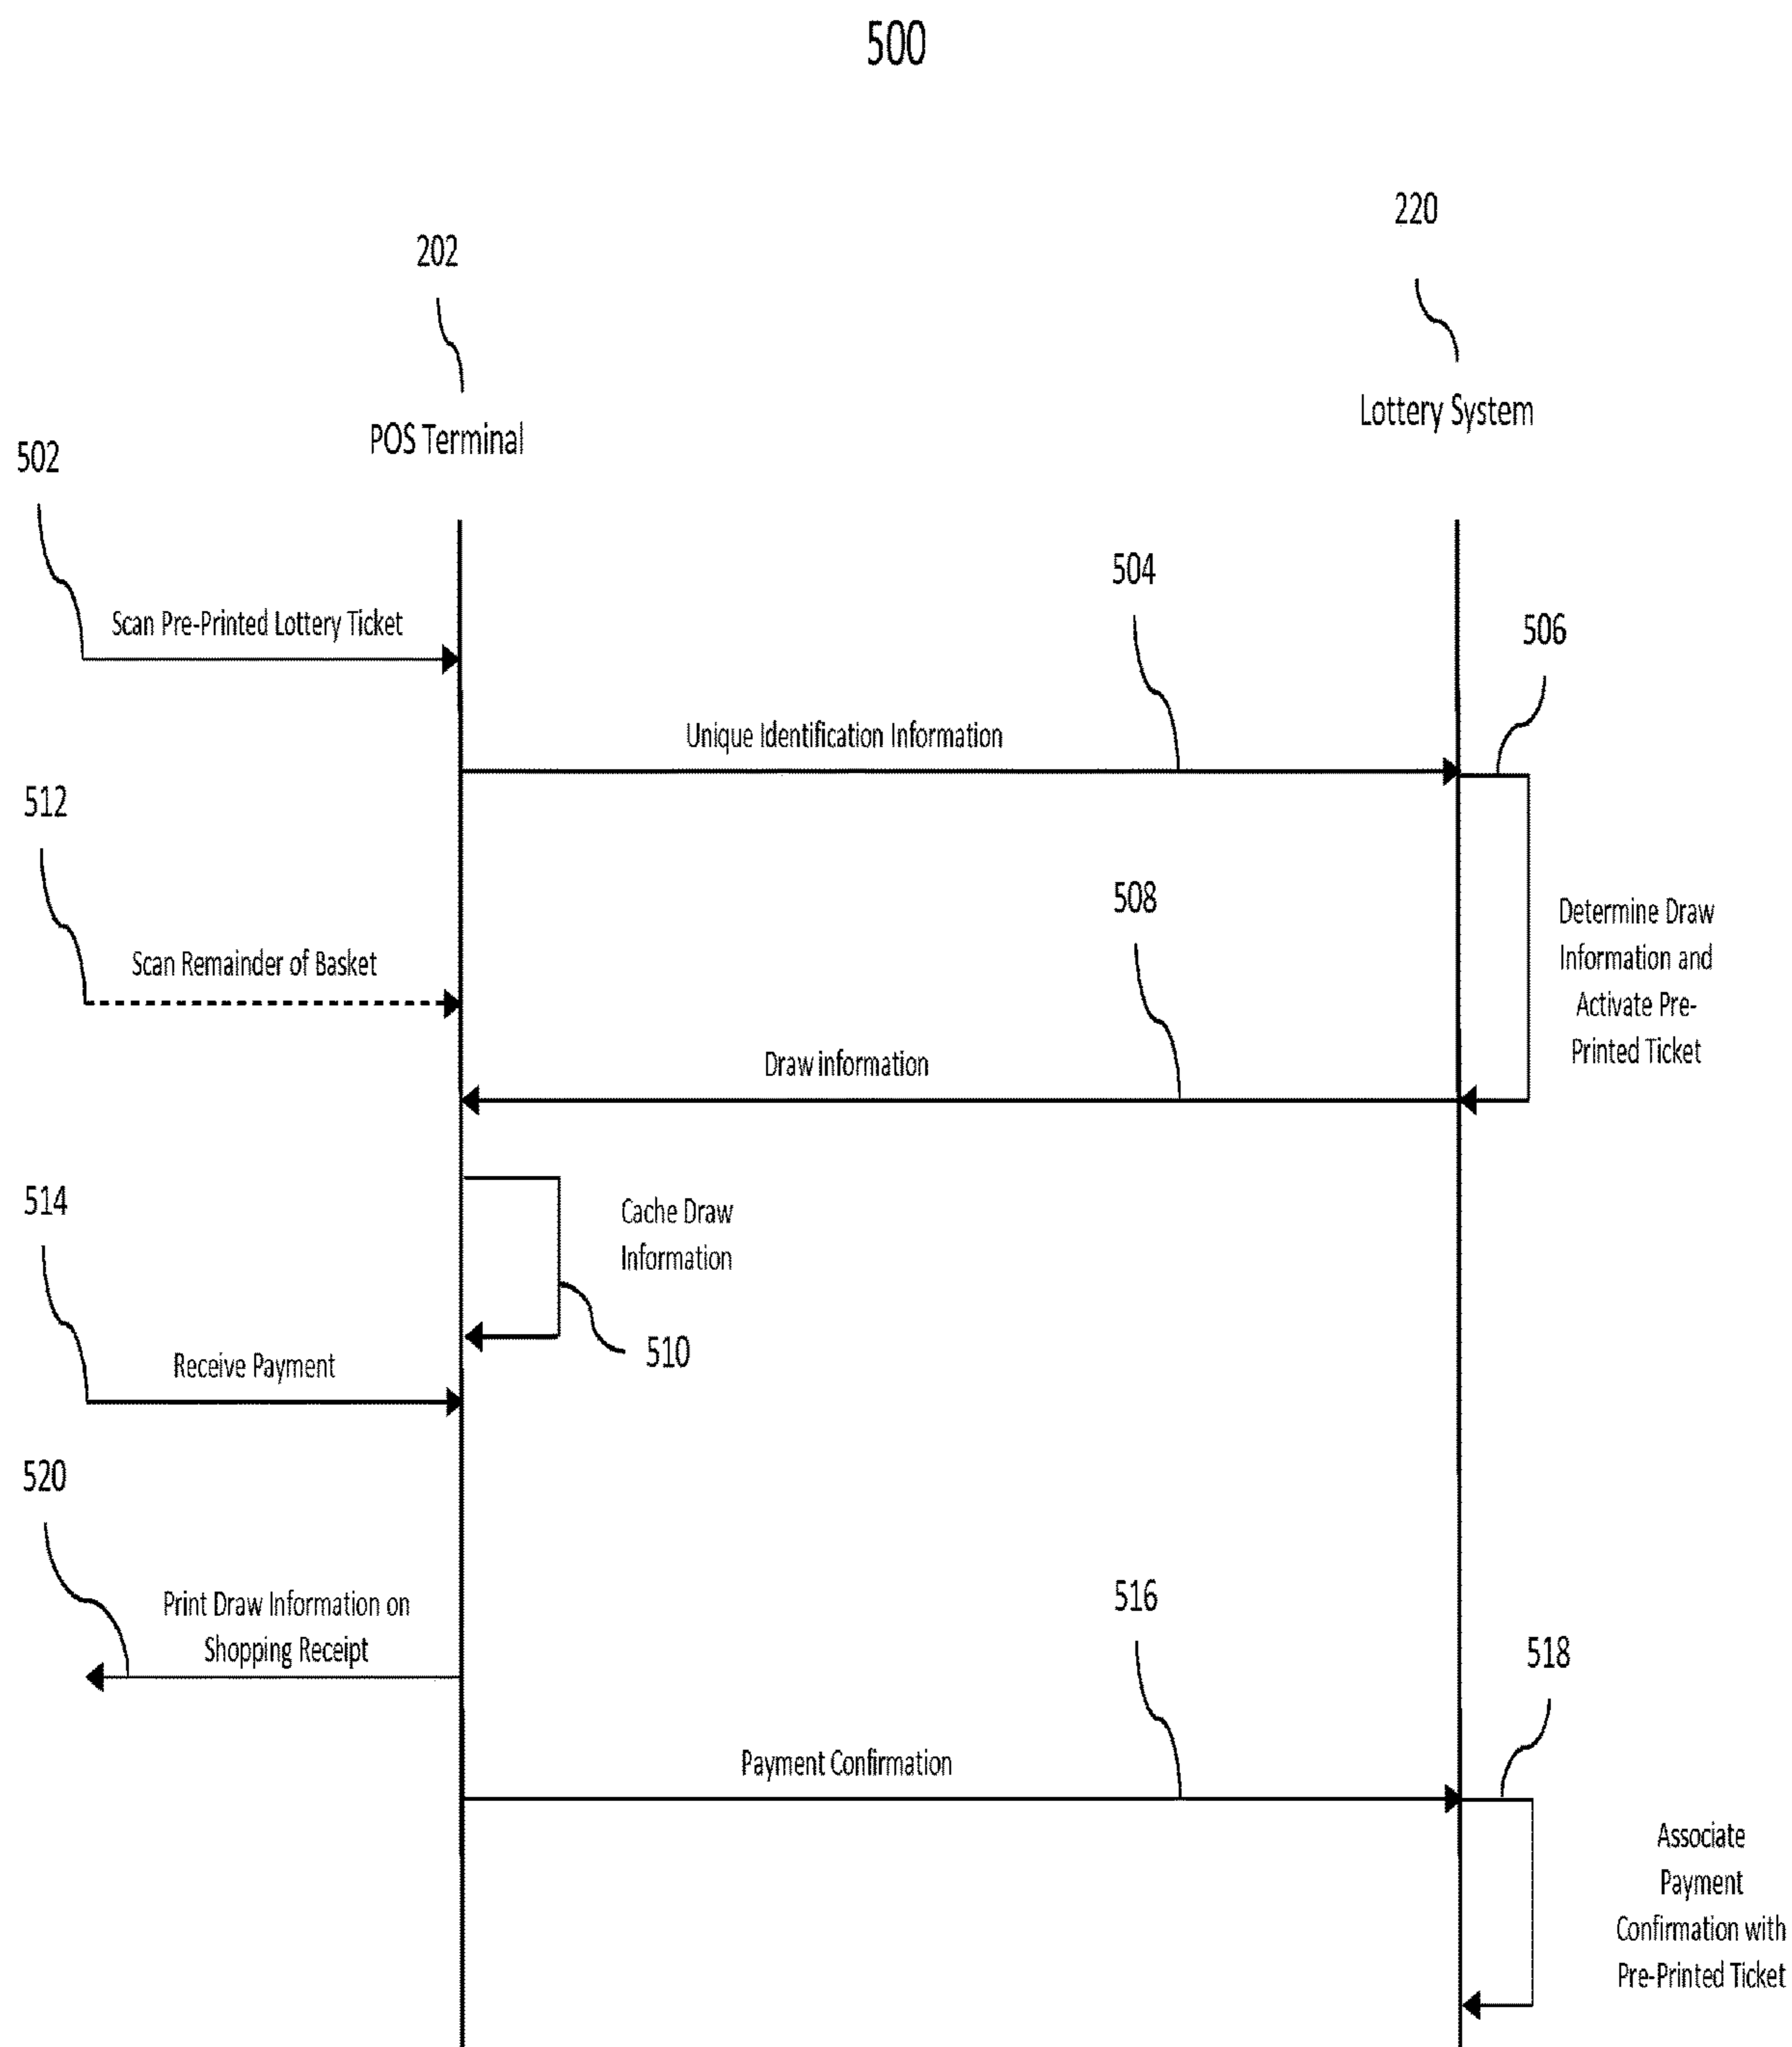 500
220
202
Lottery System
POS Terminal
502
504
Scan Pre-Printed Lottery Ticket
506
Unique Identification Information
512
508
Determine Draw
Information and
Activate Pre-
Printed Ticket
Scan Remainder of Basket
Draw information
514
Cache Draw
Information
510
Receive Payment
520
516
Print Draw Information on
Shopping Receipt
518
Payment Confirmation
Associate
Payment
Confirmation with
Pre-Printed Ticket